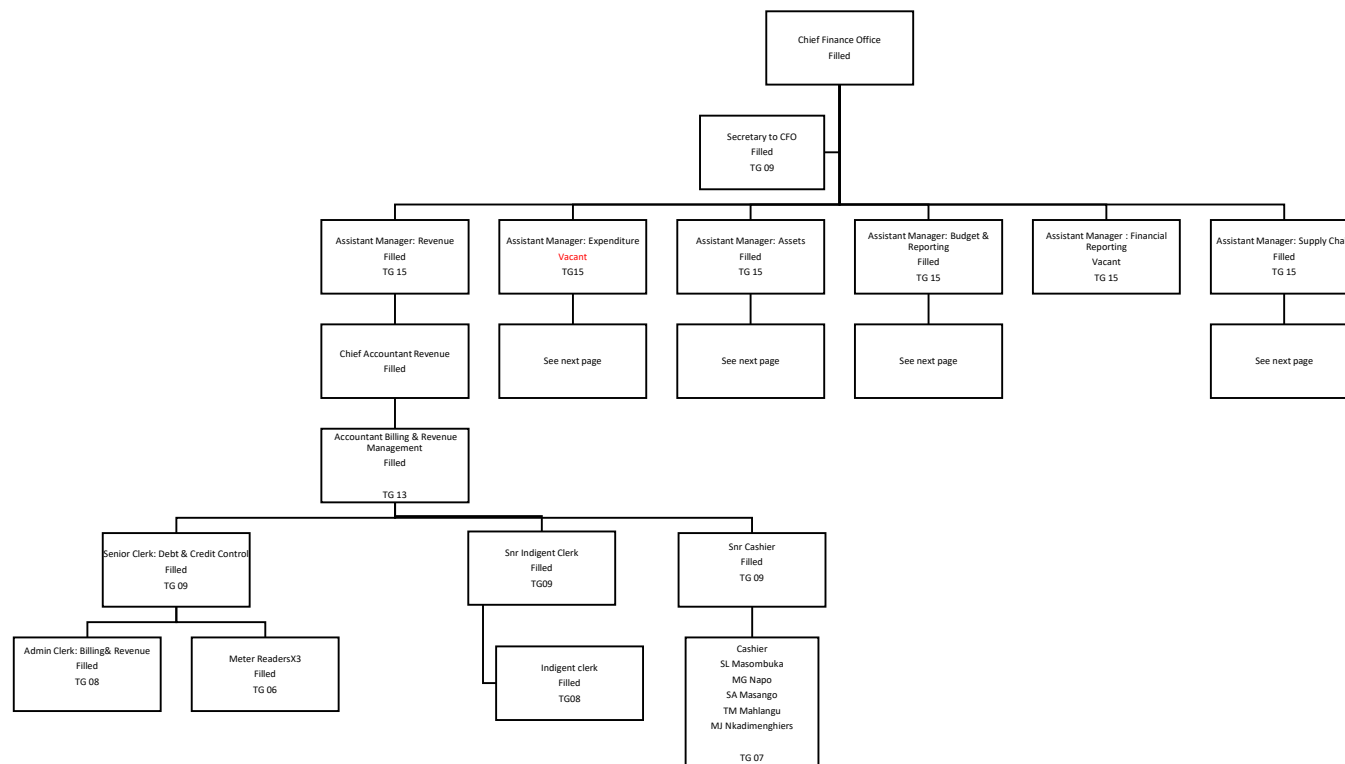 Chief Finance Office
Filled
Secretary to CFO
Filled
TG 09
Assistant Manager: Revenue
Filled
TG 15
Assistant Manager: Expenditure
Vacant
TG15
Assistant Manager: Assets
Filled
TG 15
Assistant Manager: Budget &
Reporting
Filled
TG 15
Assistant Manager : Financial
Reporting
Vacant
TG 15
Assistant Manager: Supply Chai
Filled
TG 15
Chief Accountant Revenue
Filled
See next page
See next page
See next page
See next page
Accountant Billing & Revenue
Management
Filled
TG 13
Senior Clerk: Debt & Credit Control
Filled
TG 09
Snr Indigent Clerk
Filled
TG09
Snr Cashier
Filled
TG 09
Admin Clerk: Billing& Revenue
Filled
TG 08
Meter ReadersX3
Filled
TG 06
Indigent clerk
Filled
TG08
Cashier
SL Masombuka
MG Napo
SA Masango
TM Mahlangu
MJ Nkadimenghiers
TG 07